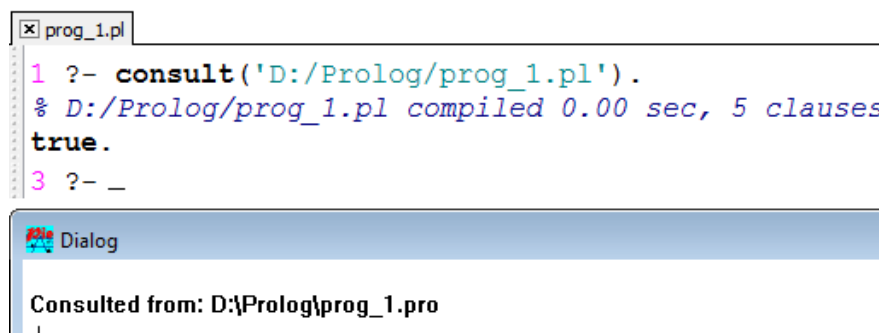 prog_1.pl
1 ?- consult('D:/Prolog/prog_1.pl').
% D:/Prolog/prog_1.pl compiled 0.00 sec, 5 clauses
true.
3 ?- _
Dialog
Consulted from: D:\Prolog\prog_1.pro